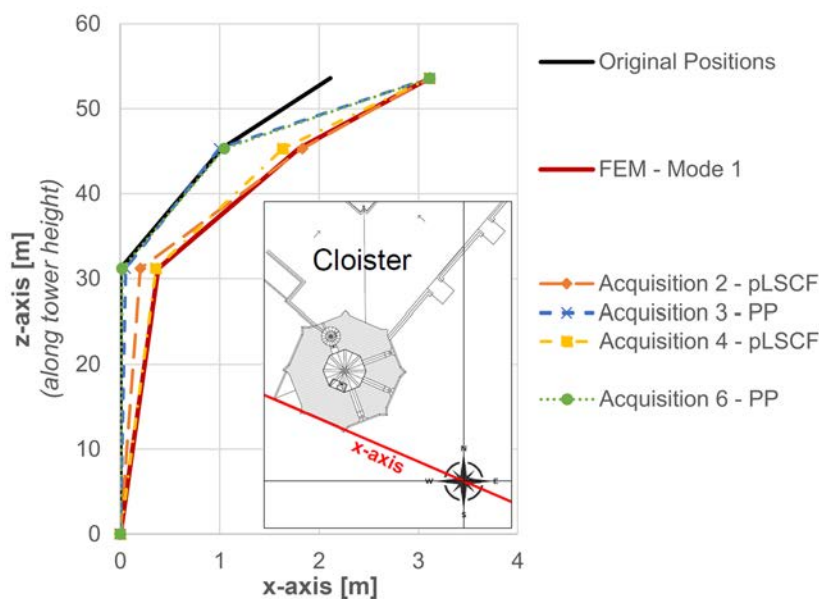 60
50
40
30
20
10
0
0
1
2
3
4
z-axis [m]
(along tower height)
x-axis [m]
Cloister
x-axis
N
W
E
S
Original Positions
FEM - Mode 1
Acquisition 2 - pLSCF
Acquisition 3 - PP
Acquisition 4 - pLSCF
Acquisition 6 - PP